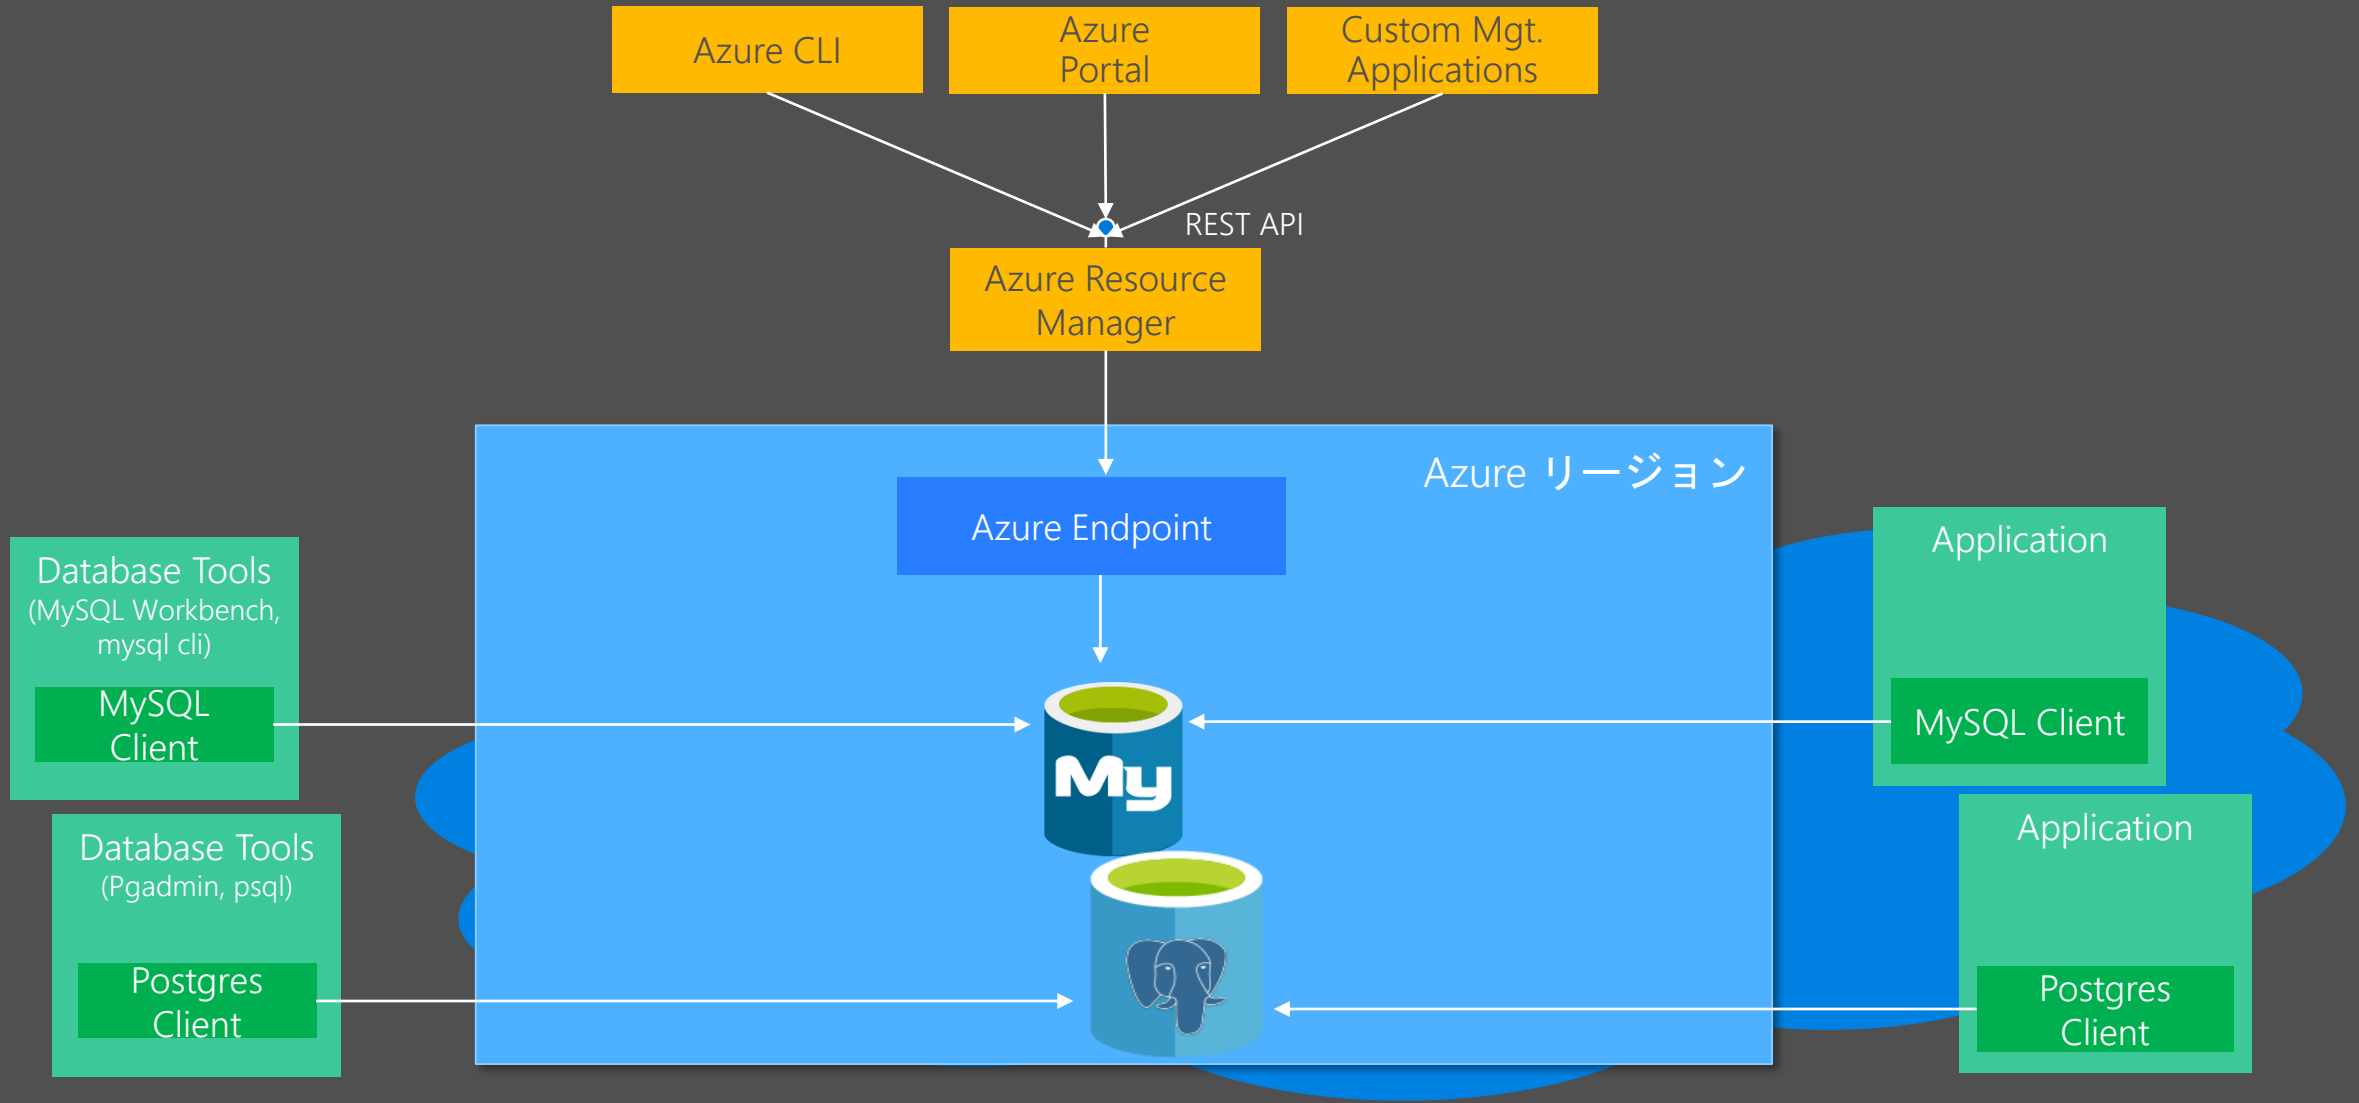 Azure CLI
Azure
Portal
Custom Mgt.
Applications
REST API
Azure Resource
Manager
Azure リージョン
Azure Endpoint
Database Tools
(MySQL Workbench,
mysql cli)
MySQL
Client
Application
MySQL Client
My
Database Tools
(Pgadmin, psql)
Postgres
Client
Application
Postgres
Client